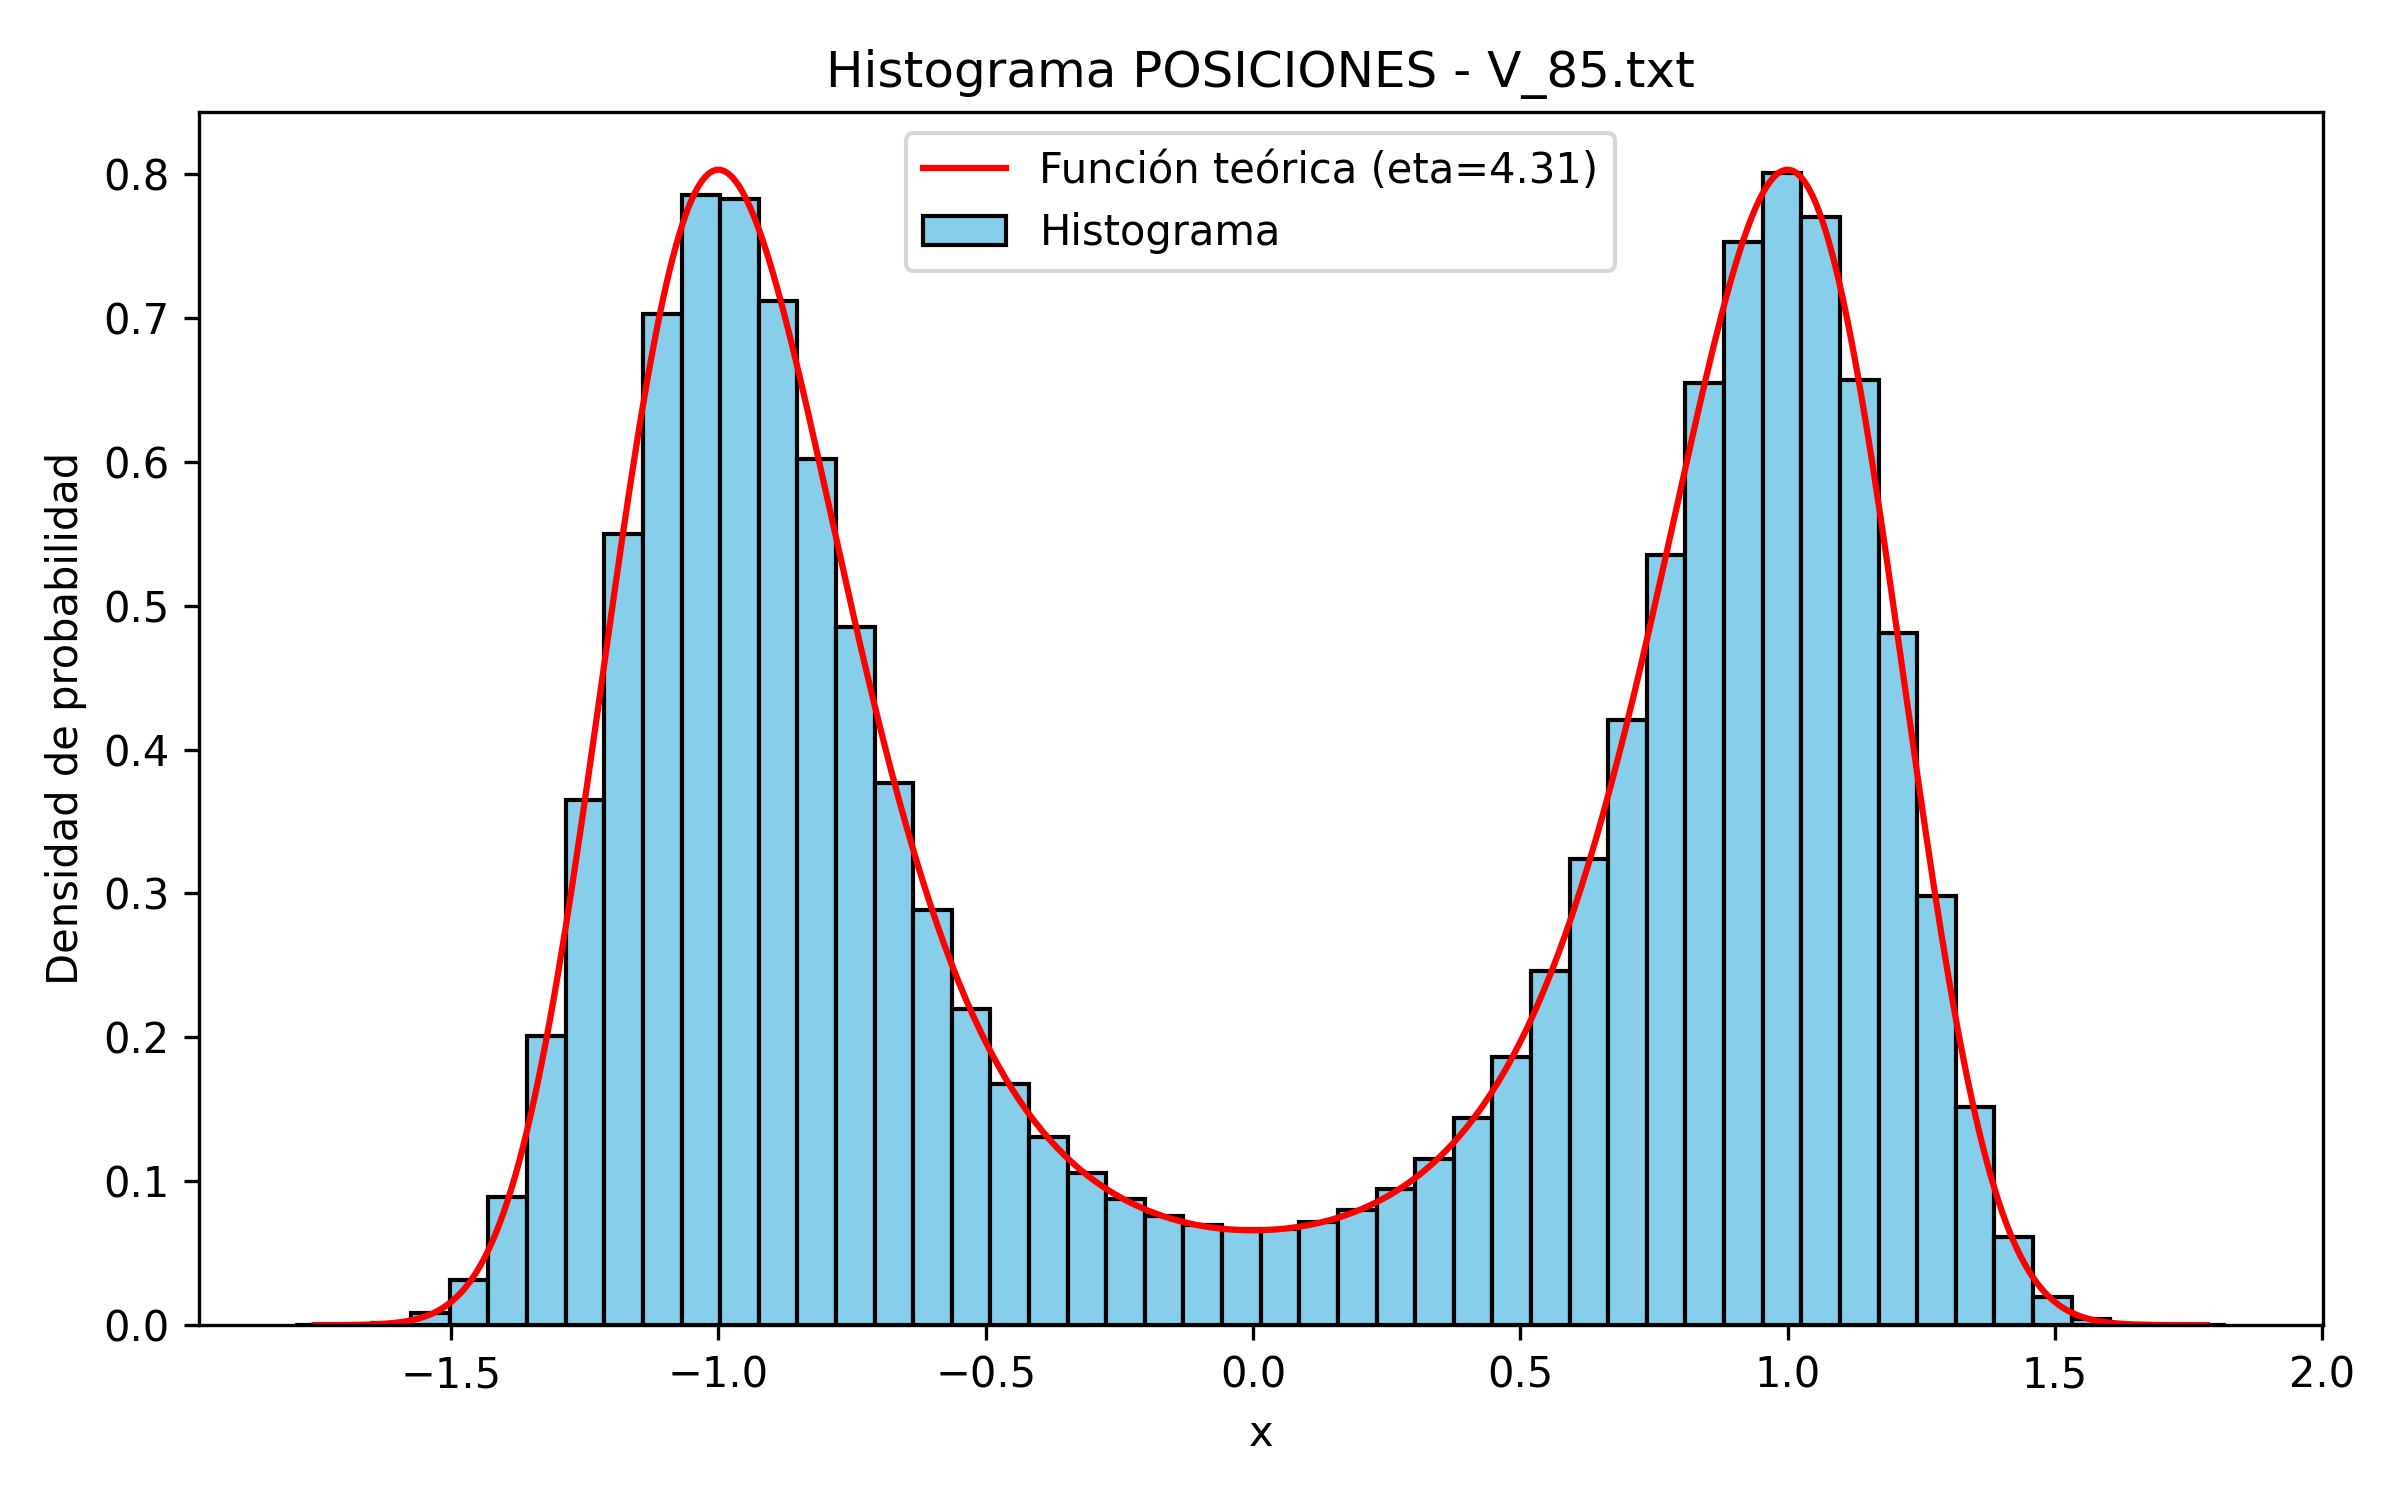 Histograma POSICIONES - V_85.txt
Función teórica (eta=4.31)
Histograma
Densidad de probabilidad
0.8
0.7
0.6
0.5
0.4
0.3
0.2
0.1
0.0
−1.5 −1.0 −0.5 0.0 0.5 1.0 1.5 2.0
x